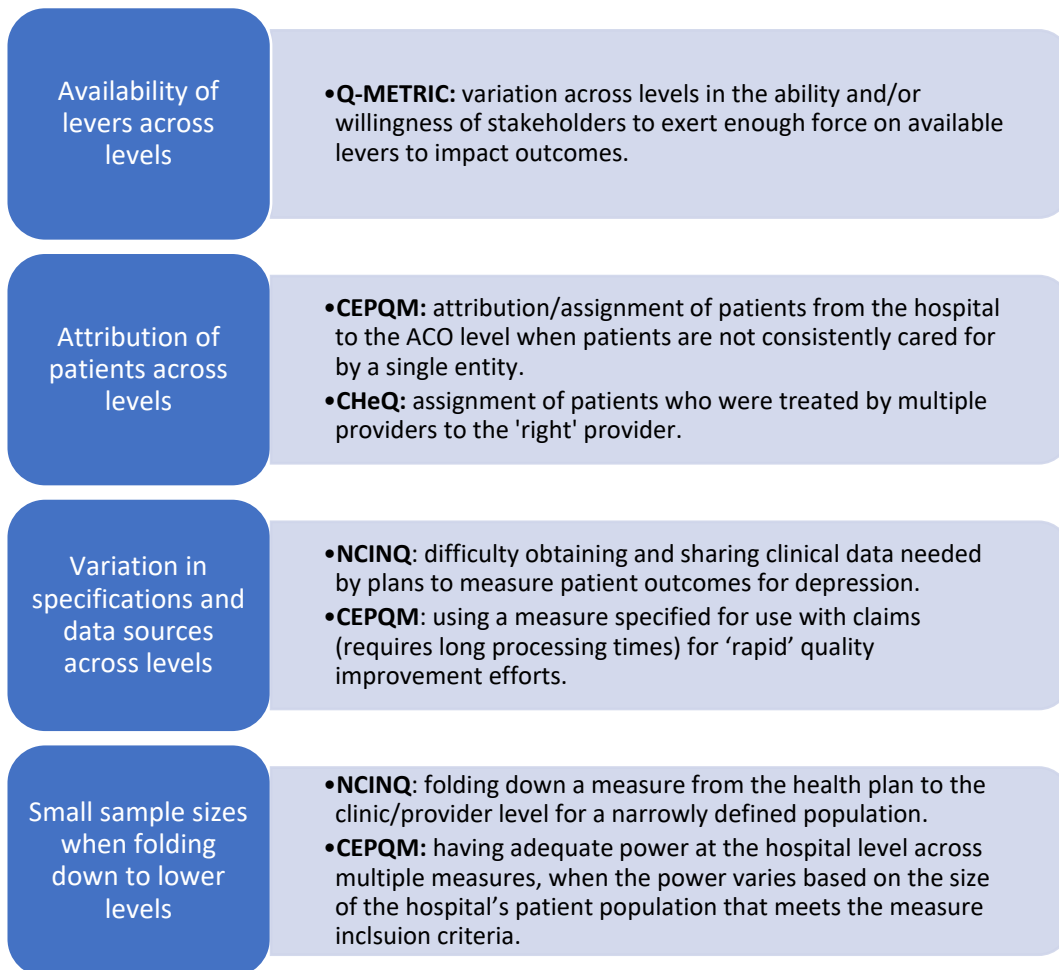 Availability of
levers across
levels
•Q-METRIC: variation across levels in the ability and/or
willingness of stakeholders to exert enough force on available
levers to impact outcomes.
Attribution of
patients across
levels
•CEPQM: attribution/assignment of patients from the hospital
to the ACO level when patients are not consistently cared for
by a single entity.
•CHeQ: assignment of patients who were treated by multiple
providers to the 'right' provider.
Variation in
specifications and
data sources
across levels
•NCINQ: difficulty obtaining and sharing clinical data needed
by plans to measure patient outcomes for depression.
•CEPQM: using a measure specified for use with claims
(requires long processing times) for ‘rapid’ quality
improvement efforts.
Small sample sizes
when folding
down to lower
levels
•NCINQ: folding down a measure from the health plan to the
clinic/provider level for a narrowly defined population.
•CEPQM: having adequate power at the hospital level across
multiple measures, when the power varies based on the size
of the hospital’s patient population that meets the measure
inclsuion criteria.